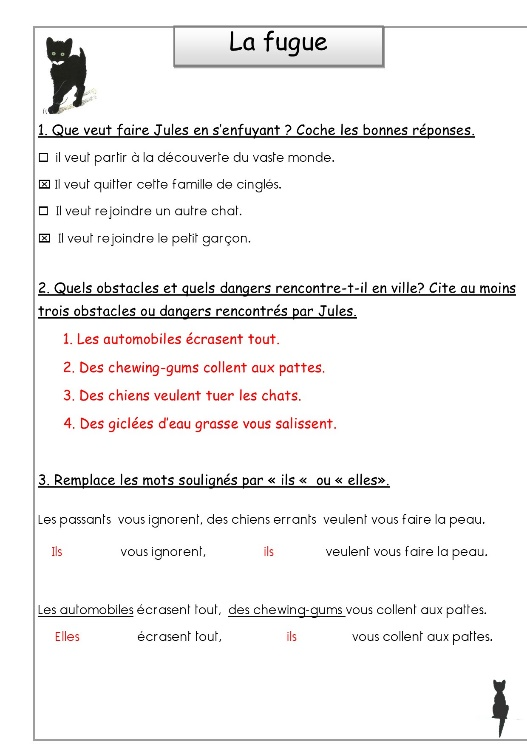 La fugue
1. Que veut faire Jules en s'enfuyant ? Coche les bonnes réponses.
☐ il veut partir à la découverte du vaste monde.
☒ Il veut quitter cette famille de cinglés.
☐ Il veut rejoindre un autre chat.
☒ Il veut rejoindre le petit garçon.
2. Quels obstacles et quels dangers rencontre-t-il en ville? Cite au moins
trois obstacles ou dangers rencontrés par Jules.
1. Les automobiles écrasent tout.
2. Des chewing-gums collent aux pattes.
3. Des chiens veulent tuer les chats.
4. Des giclées d'eau grasse vous salissent.
3. Remplace les mots soulignés par « ils « ou « elles».
Les passants vous ignorent, des chiens errants veulent vous faire la peau.
Ils vous ignorent, ils veulent vous faire la peau.
Les automobiles écrasent tout, des chewing-gums vous collent aux pattes.
Elles écrasent tout, ils vous collent aux pattes.